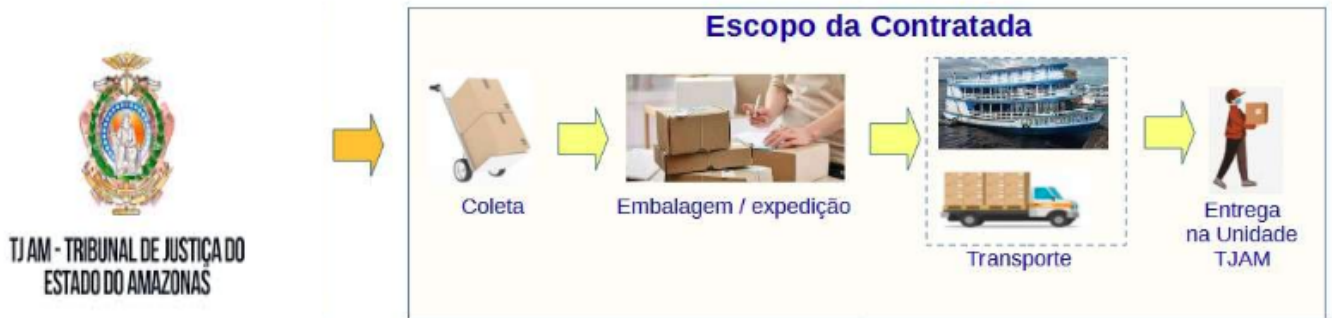 Escopo da Contratada
Coleta
Embalagem / expedição
Transporte
Entrega
na Unidade
TJAM
TJ AM - TRIBUNAL DE JUSTIÇA DO
ESTADO DO AMAZONAS